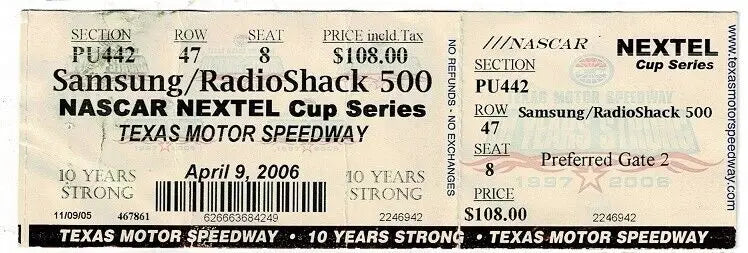 SECTION ROW SEAT PRICE incld.Tax
PU442 47 8 $108.00
Samsung/RadioShack 500
NASCAR NEXTEL Cup Series
TEXAS MOTOR SPEEDWAY
10 YEARS STRONG
April 9, 2006
10 YEARS STRONG
11/09/05 467861 626663684249 2246942
NO REFUNDS - NO EXCHANGES
NASCAR NEXTEL
Cup Series
SECTION
PU442
ROW
47
Samsung/RadioShack 500
SEAT
8
Preferred Gate 2
1997 2006
PRICE
$108.00
2246942
www.texasmotorspeedway.com
TEXAS MOTOR SPEEDWAY • 10 YEARS STRONG • TEXAS MOTOR SPEEDWAY